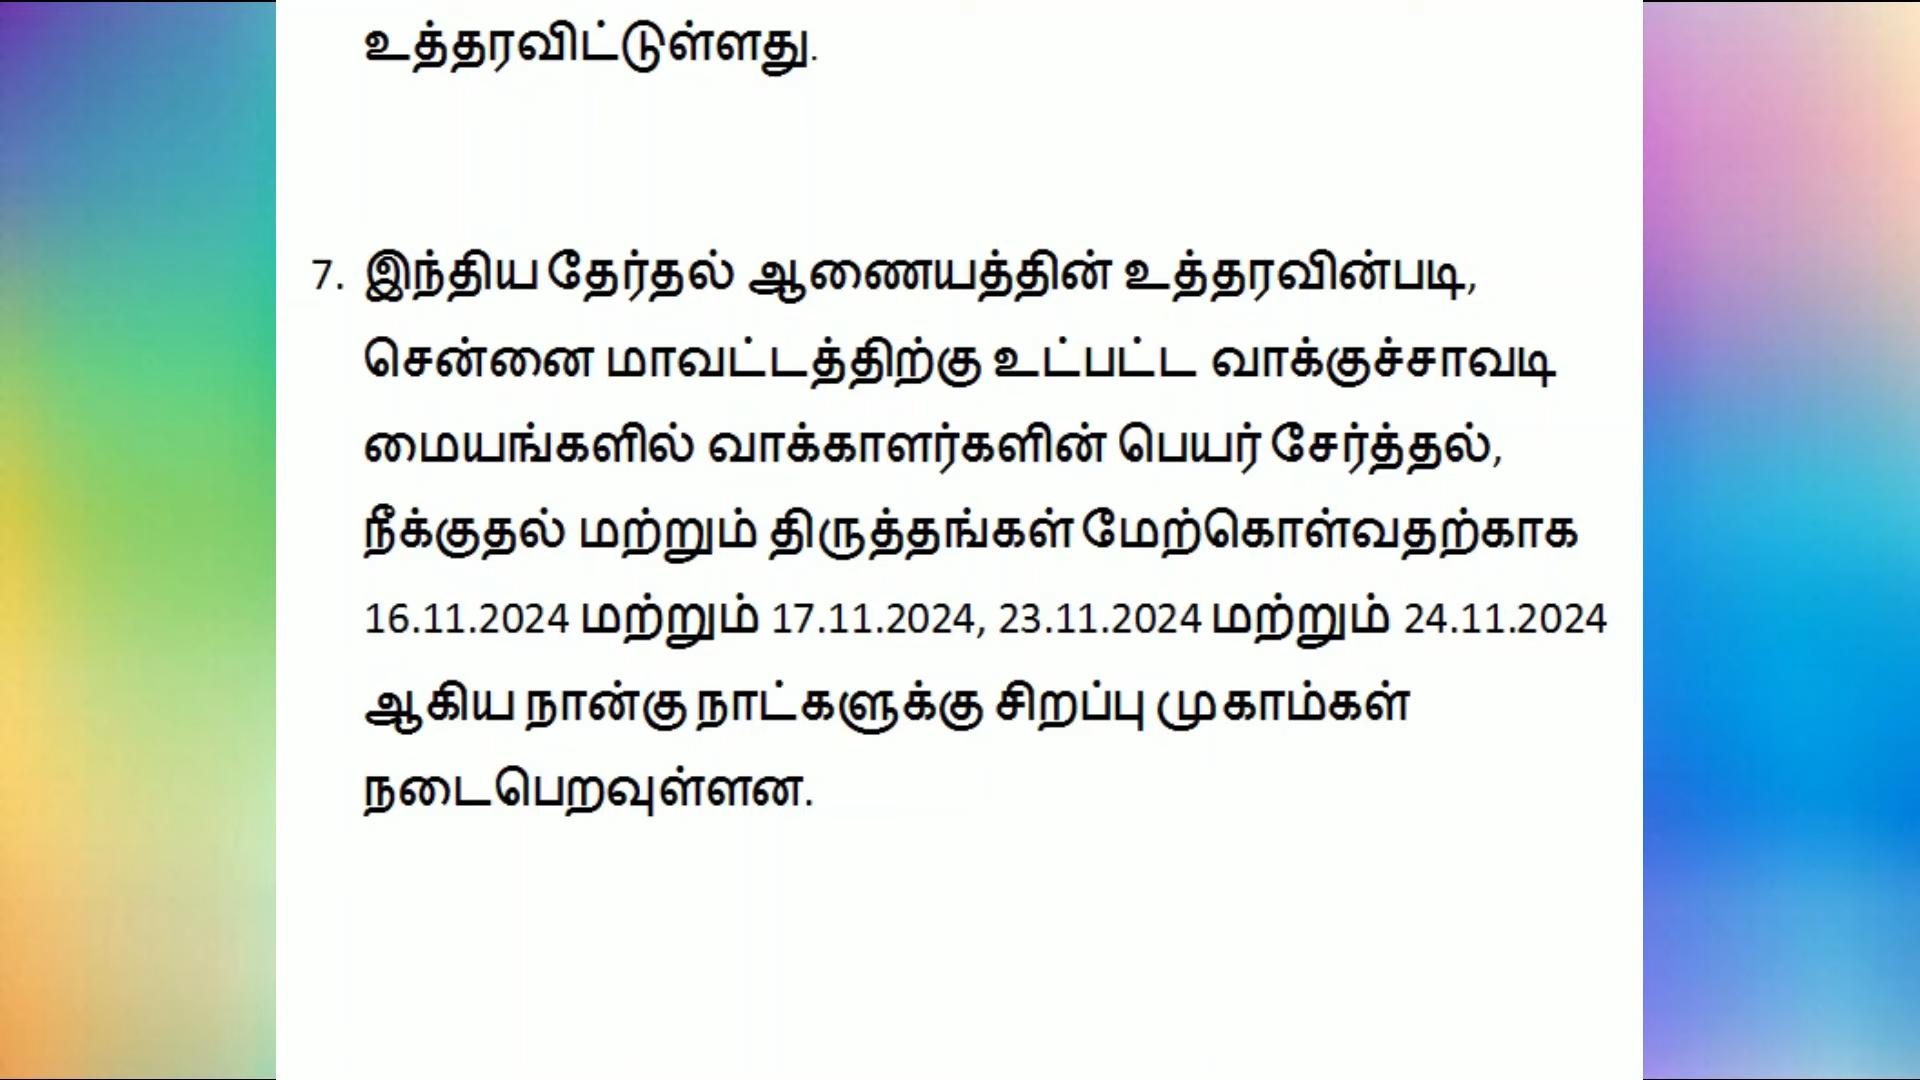 உத்தரவிட்டுள்ளது.
7. இந்திய தேர்தல் ஆணையத்தின் உத்தரவின்படி,
சென்னை மாவட்டத்திற்கு உட்பட்ட வாக்குச்சாவடி
மையங்களில் வாக்காளர்களின் பெயர் சேர்த்தல்,
நீக்குதல் மற்றும் திருத்தங்கள் மேற்கொள்வதற்காக
16.11.2024 மற்றும் 17.11.2024, 23.11.2024 மற்றும் 24.11.2024
ஆகிய நான்கு நாட்களுக்கு சிறப்பு முகாம்கள்
நடைபெறவுள்ளன.